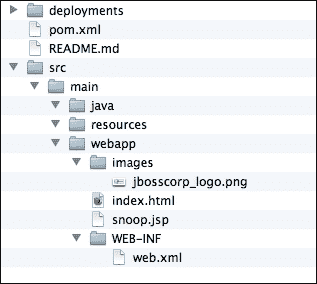 deployments
pom.xml
README.md
src
main
java
resources
webapp
images
jbosscorp_logo.png
index.html
snoop.jsp
WEB-INF
web.xml